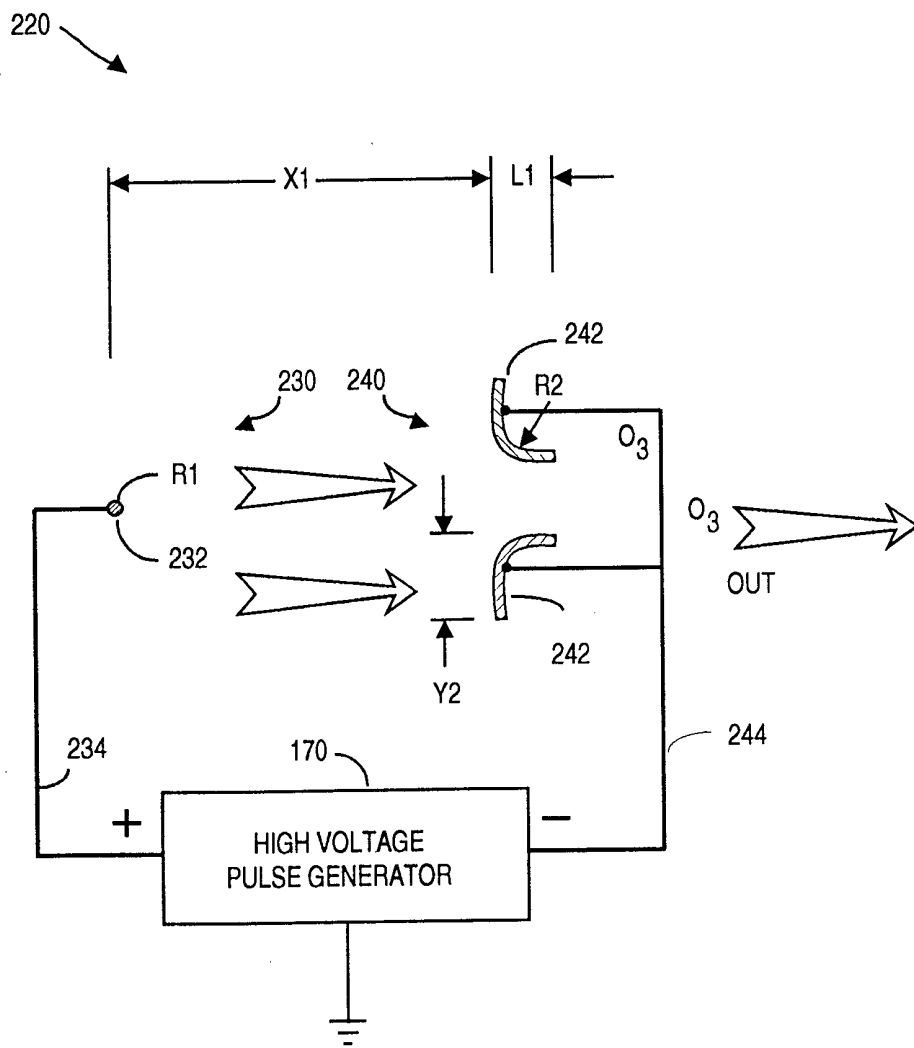 220
X1
L1
242
230
240
R2
O3
R1
O3
232
OUT
242
Y2
234
170
244
+
−
HIGH VOLTAGE
PULSE GENERATOR